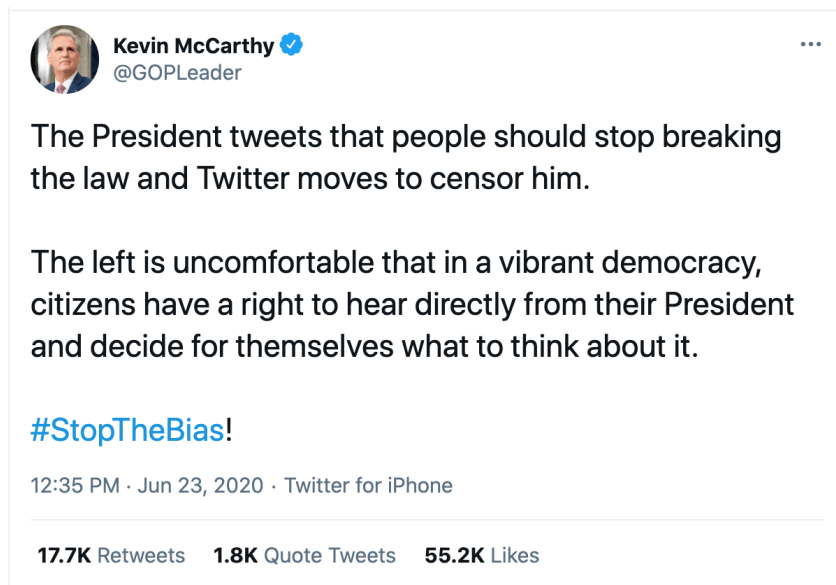 Kevin McCarthy
@GOPLeader
The President tweets that people should stop breaking
the law and Twitter moves to censor him.
The left is uncomfortable that in a vibrant democracy,
citizens have a right to hear directly from their President
and decide for themselves what to think about it.
#StopTheBias!
12:35 PM · Jun 23, 2020 · Twitter for iPhone
17.7K Retweets 1.8K Quote Tweets 55.2K Likes